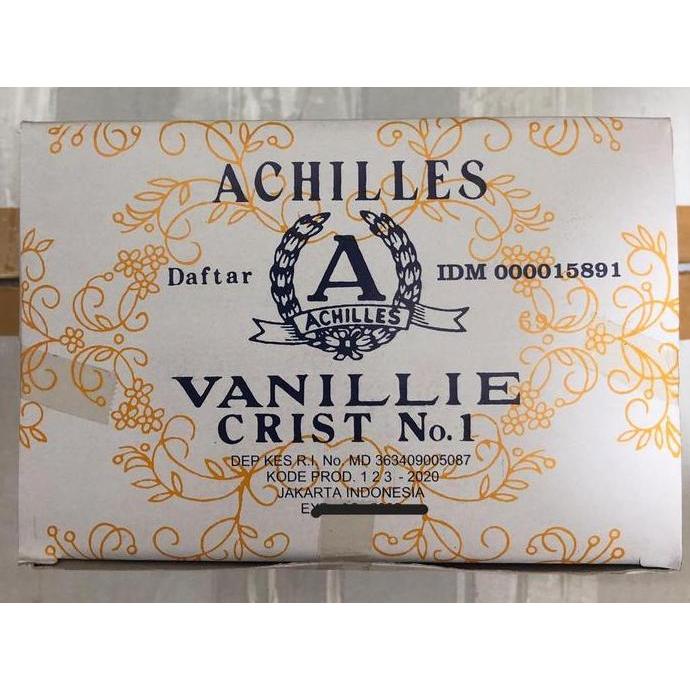 ACHILLES
Daftar A IDM 000015891
ACHILLES
VANILLIE
CRIST No.1
DEP KES R.I. No. MD 363409005087
KODE PROD. 1 2 3 - 2020
JAKARTA INDONESIA